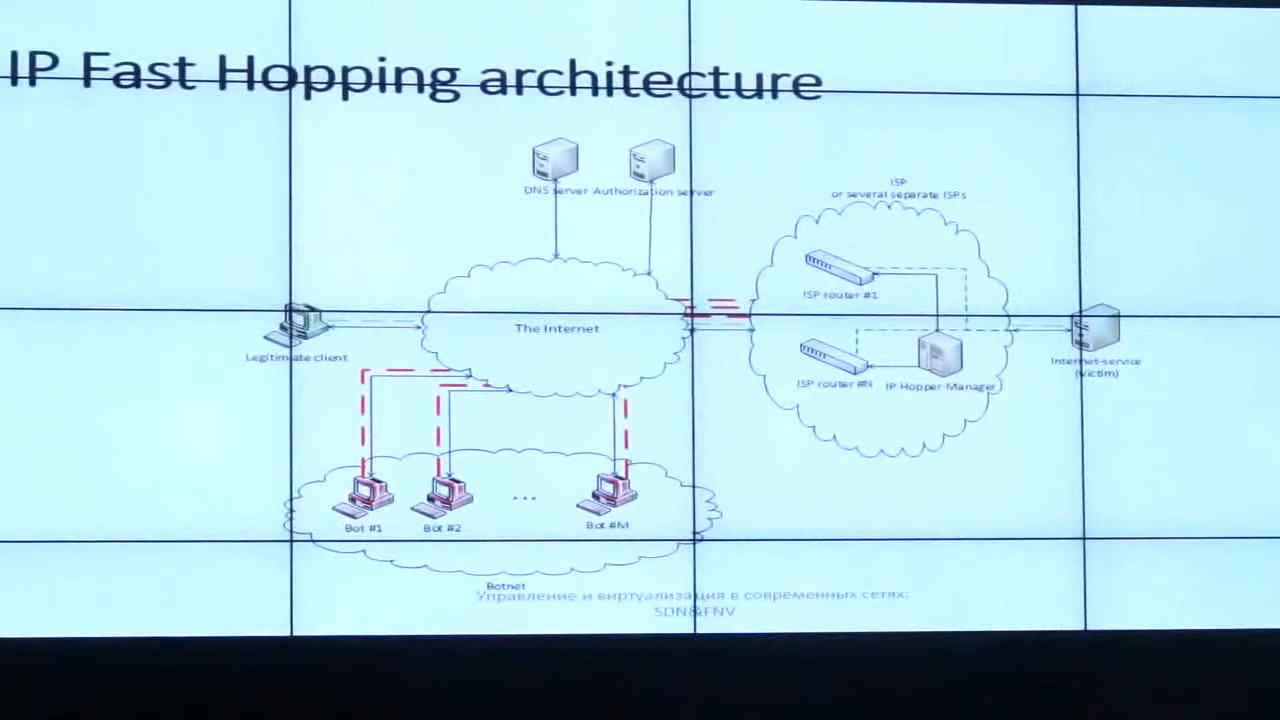 IP Fast Hopping architecture
DNS server Authorization server
ISP
or several separate ISPs
ISP router #1
The Internet
Legitimate client
Internet-service
(victim)
ISP router #N IP Hopper Manager
...
Bot #1 Bot #2 Bot #M
Botnet
Управление и виртуализация в современных сетях:
SDN&FNV